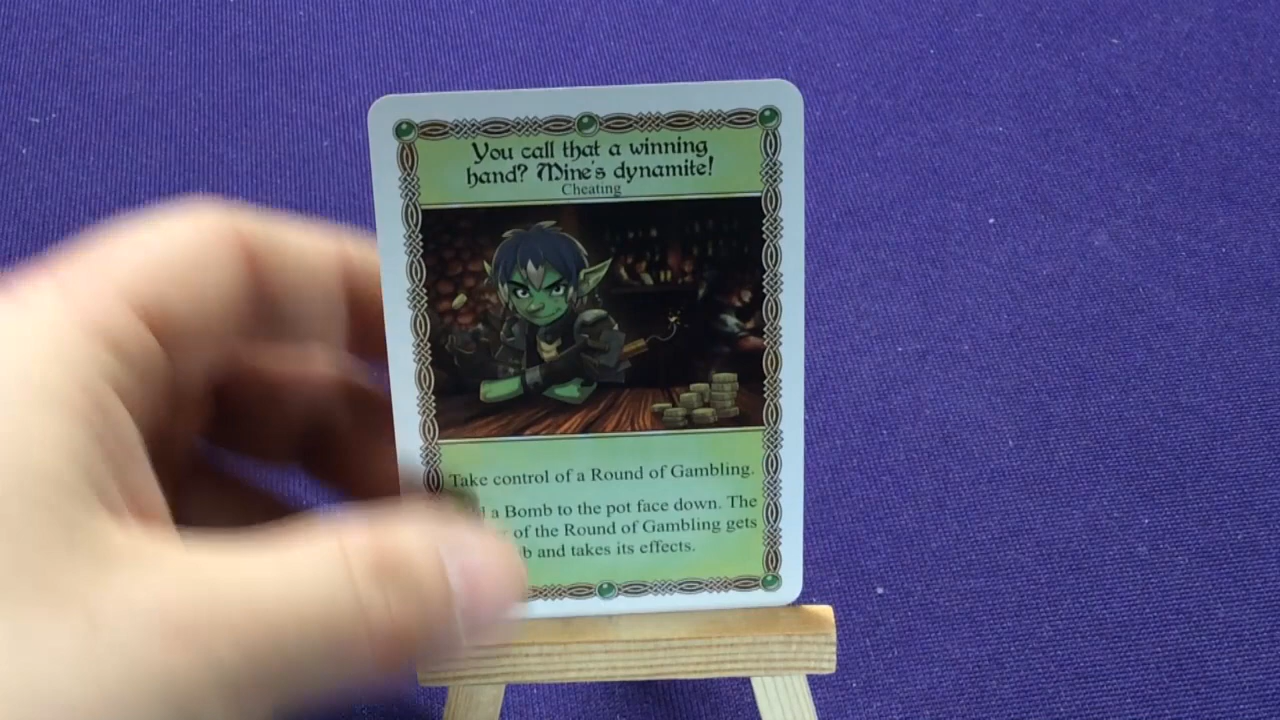 You call that a winning
hand? Mine's dynamite!
Cheating
Take control of a Round of Gambling.
a Bomb to the pot face down. The
of the Round of Gambling gets
and takes its effects.